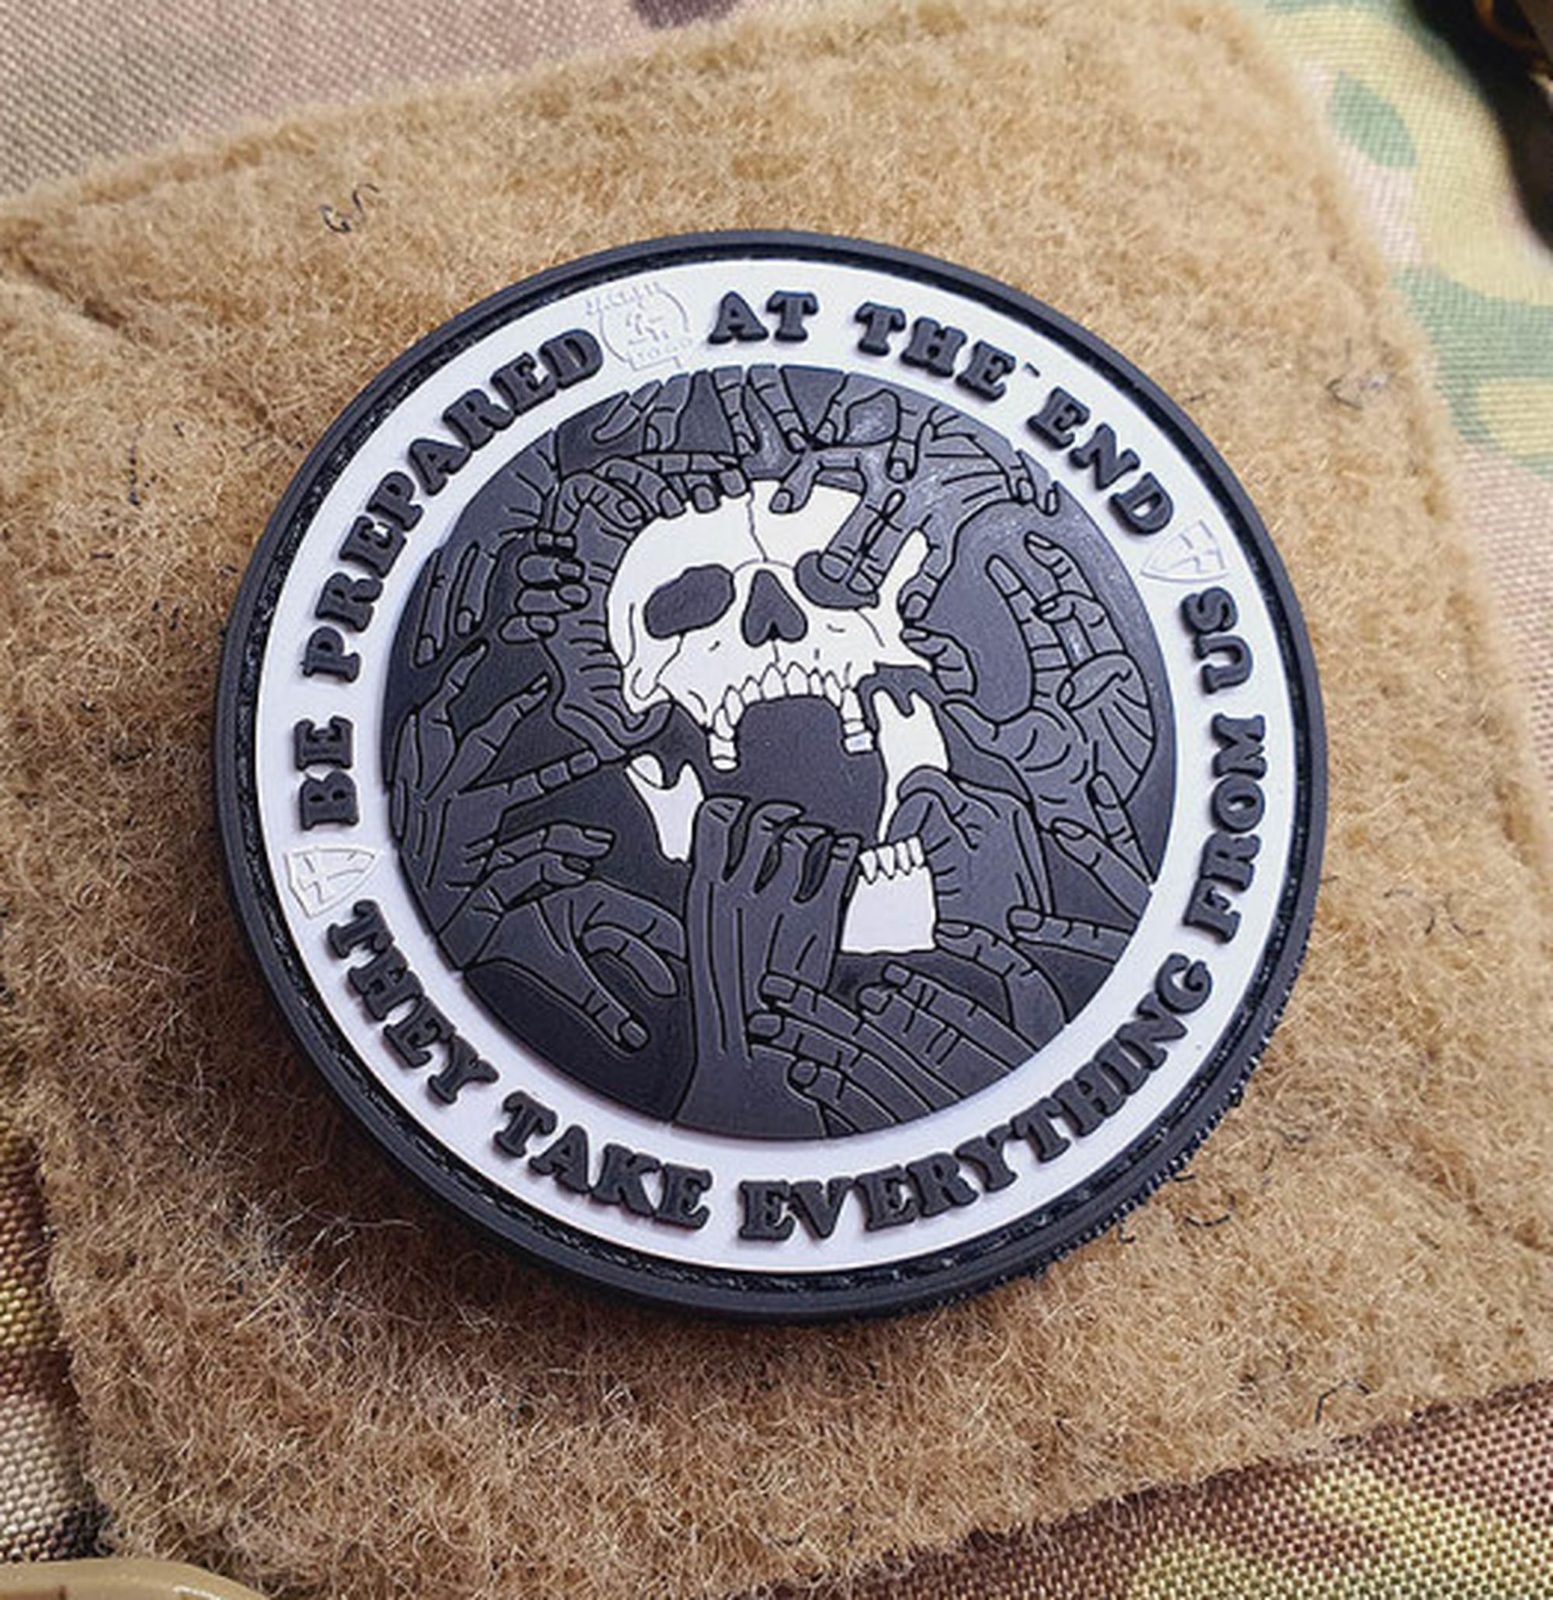 BE PREPARED
AT THE END
THEY TAKE EVERYTHING FROM US